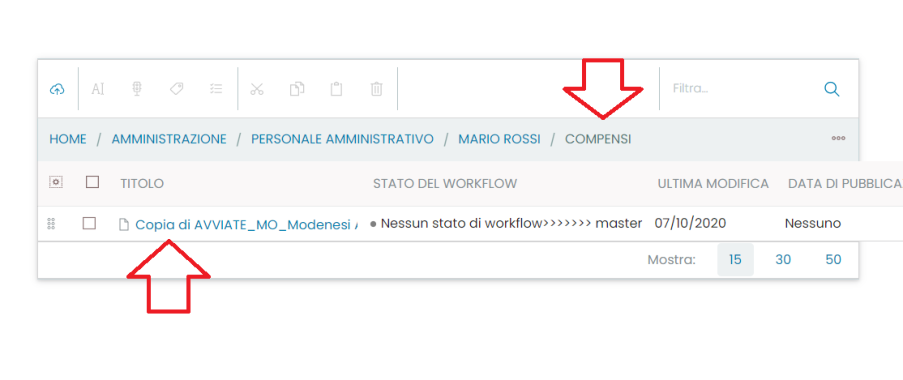 AI Filtra...
HOME / AMMINISTRAZIONE / PERSONALE AMMINISTRATIVO / MARIO ROSSI / COMPENSI
TITOLO STATO DEL WORKFLOW ULTIMA MODIFICA DATA DI PUBBLICA
Copia di AVVIATE_MO_Modenesi Nessun stato di workflow>>>>>>> master 07/10/2020 Nessuno
Mostra: 15 30 50